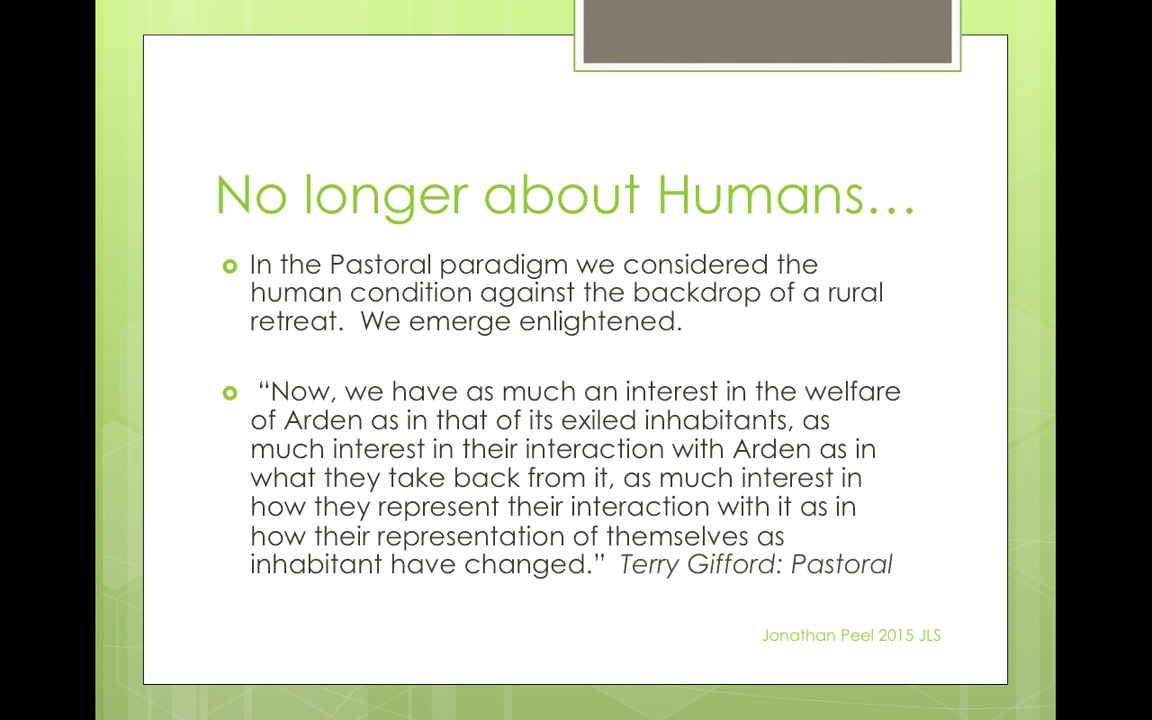 No longer about Humans…
In the Pastoral paradigm we considered the
human condition against the backdrop of a rural
retreat.  We emerge enlightened.
“Now, we have as much an interest in the welfare
of Arden as in that of its exiled inhabitants, as
much interest in their interaction with Arden as in
what they take back from it, as much interest in
how they represent their interaction with it as in
how their representation of themselves as
inhabitant have changed.”  Terry Gifford: Pastoral
Jonathan Peel 2015 JLS